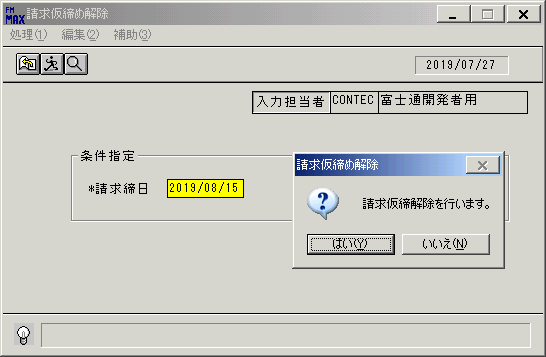 FM
MAX
請求仮締め解除
処理(1) 編集(2) 補助(3)
2019/07/27
入力担当者 CONTEC 富士通開発者用
条件指定
*請求締日 2019/08/15
請求仮締め解除
請求仮締解除を行います。
はい(Y) いいえ(N)